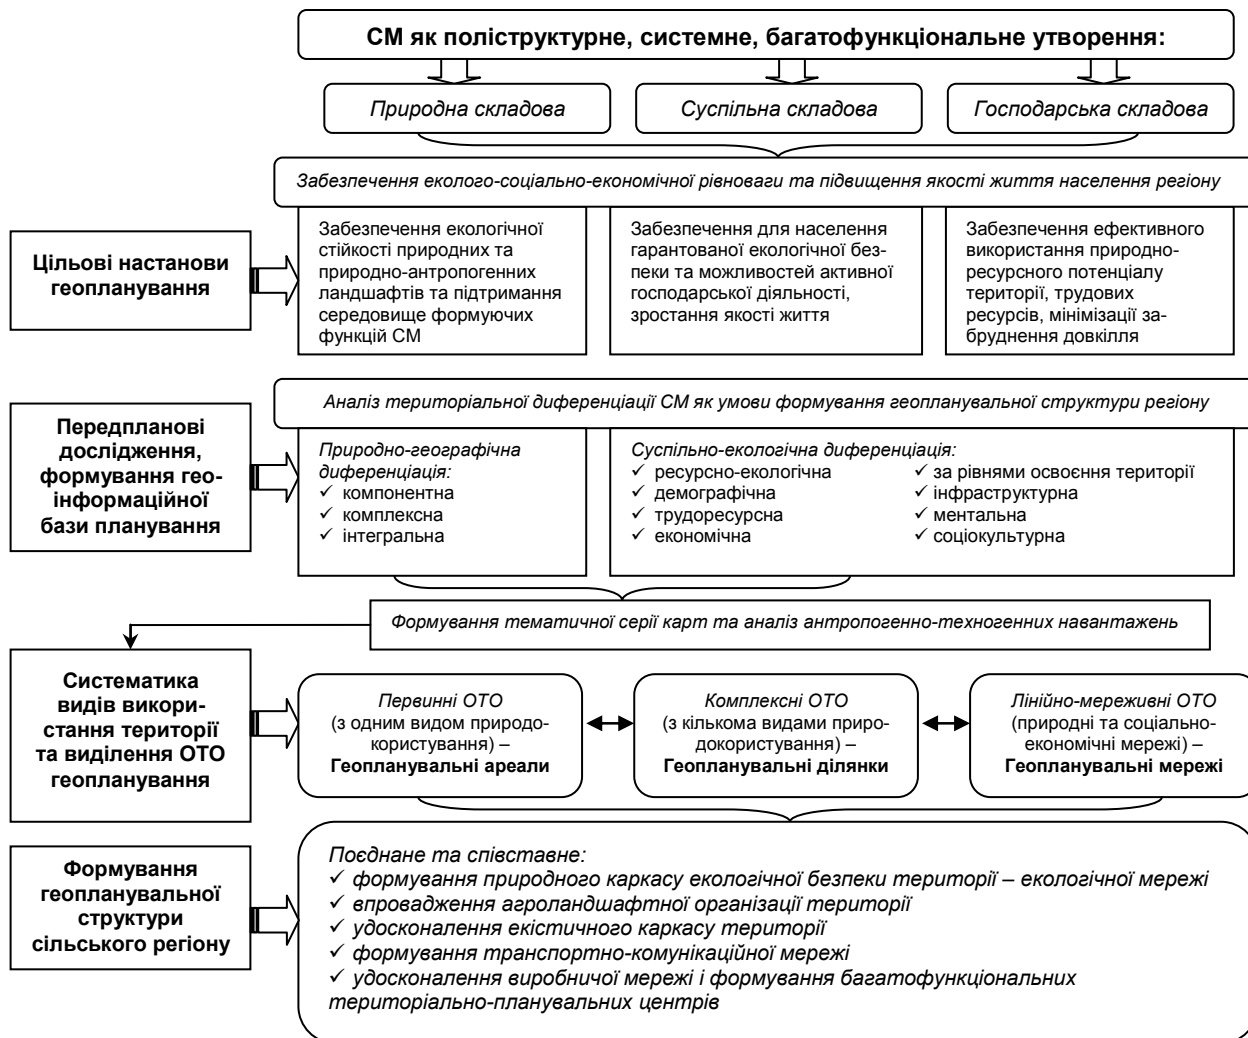 СМ як поліструктурне, системне, багатофункціональне утворення:
Природна складова
Суспільна складова
Господарська складова
Забезпечення еколого-соціально-економічної рівноваги та підвищення якості життя населення регіону
Цільові настанови
геопланування
Забезпечення екологічної
стійкості природних та
природно-антропогенних
ландшафтів та підтримання
середовище формуючих
функцій СМ
Забезпечення для населення
гарантованої екологічної без-
пеки та можливостей активної
господарської діяльності,
зростання якості життя
Забезпечення ефективного
використання природно-
ресурсного потенціалу
території, трудових
ресурсів, мінімізації за-
бруднення довкілля
Аналіз територіальної диференціації СМ як умови формування геопланувальної структури регіону
Передпланові
дослідження,
формування гео-
інформаційної
бази планування
Природно-географічна
диференціація:
✓ компонентна
✓ комплексна
✓ інтегральна
Суспільно-екологічна диференціація:
✓ ресурсно-екологічна
✓ демографічна
✓ трудоресурсна
✓ економічна
✓ за рівнями освоєння території
✓ інфраструктурна
✓ ментальна
✓ соціокультурна
Формування тематичної серії карт та аналіз антропогенно-техногенних навантажень
Систематика
видів викори-
стання території
та виділення ОТО
геопланування
Первинні ОТО
(з одним видом природо-
користування) –
Геопланувальні ареали
Комплексні ОТО
(з кількома видами приро-
докористування) –
Геопланувальні ділянки
Лінійно-мереживні ОТО
(природні та соціально-
економічні мережі) –
Геопланувальні мережі
Формування
геопланувальної
структури
сільського регіону
Поєднане та співставне:
✓ формування природного каркасу екологічної безпеки території – екологічної мережі
✓ впровадження агроландшафтної організації території
✓ удосконалення екістичного каркасу території
✓ формування транспортно-комунікаційної мережі
✓ удосконалення виробничої мережі і формування багатофункціональних
територіально-планувальних центрів